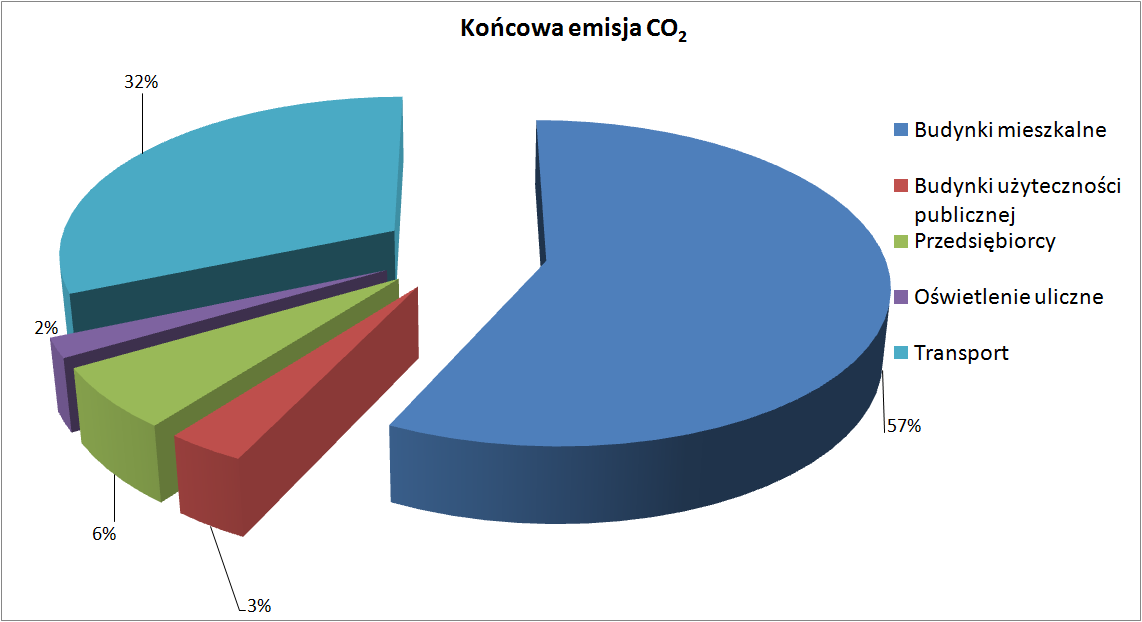 Końcowa emisja CO₂
32%
2%
6%
3%
57%
Budynki mieszkalne
Budynki użyteczności
publicznej
Przedsiębiorcy
Oświetlenie uliczne
Transport